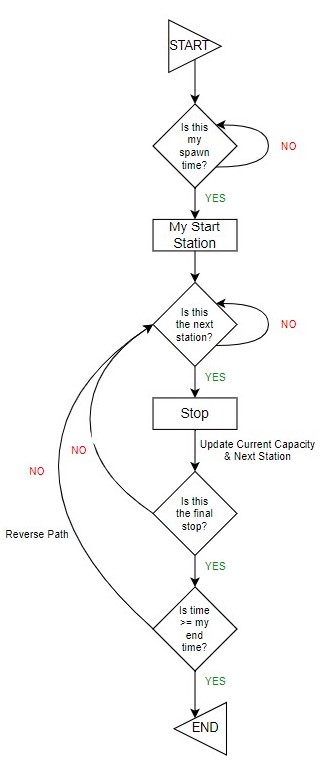 START
Is this
my
spawn
time?
NO
YES
My Start
Station
Is this
the next
station?
NO
YES
Stop
Update Current Capacity
& Next Station
NO
Is this
the final
stop?
NO
Reverse Path
YES
Is time
>= my
end
time?
YES
END